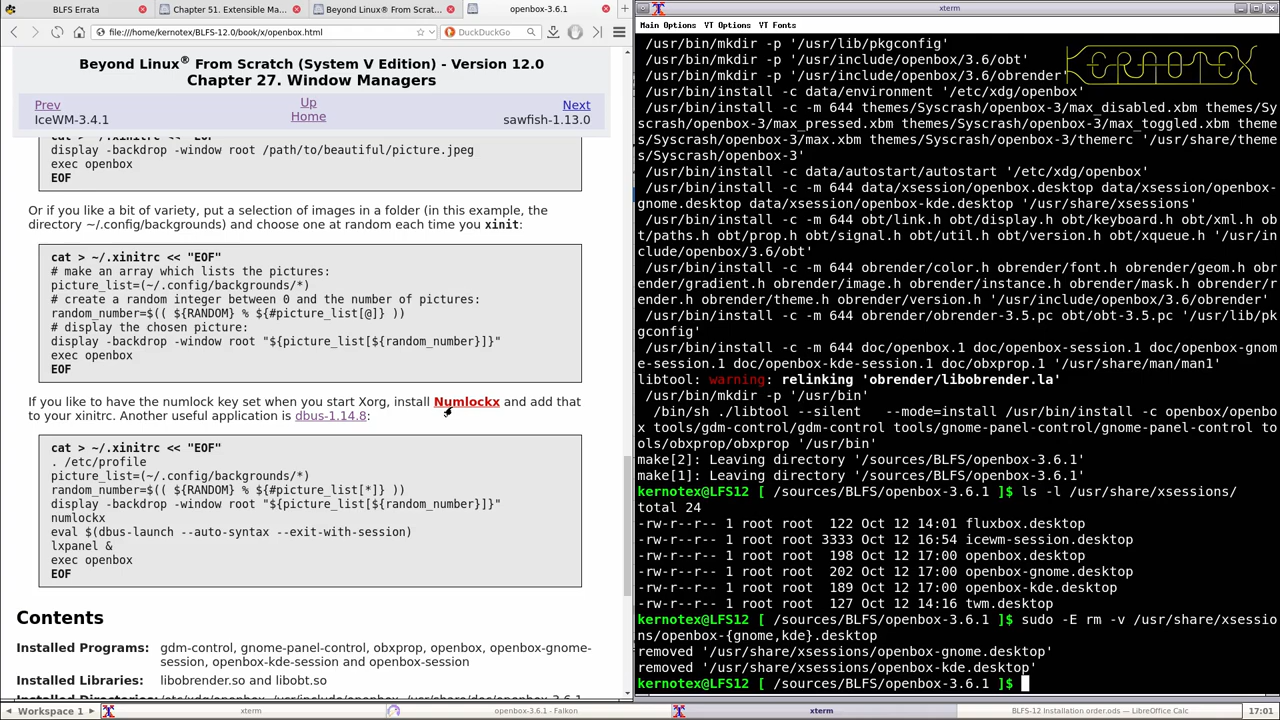 BLFS Errata
Chapter 51. Extensible Ma...
Beyond Linux® From Scrat...
openbox-3.6.1
file:///home/kernotex/BLFS-12.0/book/x/openbox.html
DuckDuckGo
Beyond Linux® From Scratch (System V Edition) - Version 12.0
Chapter 27. Window Managers
Prev
Up
Next
IceWM-3.4.1
Home
sawfish-1.13.0
cat > ~/.xinitrc << "EOF"
display -backdrop -window root /path/to/beautiful/picture.jpeg
exec openbox
EOF
Or if you like a bit of variety, put a selection of images in a folder (in this example, the
directory ~/.config/backgrounds) and choose one at random each time you xinit:
cat > ~/.xinitrc << "EOF"
# make an array which lists the pictures:
picture_list=(~/.config/backgrounds/*)
# create a random integer between 0 and the number of pictures:
random_number=$(( ${RANDOM} % ${#picture_list[@]} ))
# display the chosen picture:
display -backdrop -window root "${picture_list[${random_number}]}"
exec openbox
EOF
If you like to have the numlock key set when you start Xorg, install Numlockx and add that
to your xinitrc. Another useful application is dbus-1.14.8:
cat > ~/.xinitrc << "EOF"
. /etc/profile
picture_list=(~/.config/backgrounds/*)
random_number=$(( ${RANDOM} % ${#picture_list[*]} ))
display -backdrop -window root "${picture_list[${random_number}]}"
numlockx
eval $(dbus-launch --auto-syntax --exit-with-session)
lxpanel &
exec openbox
EOF
Contents
Installed Programs: gdm-control, gnome-panel-control, obxprop, openbox, openbox-gnome-
session, openbox-kde-session and openbox-session
Installed Libraries: libobrender.so and libobt.so
xterm
Main Options VT Options VT Fonts
KERNOTEX
/usr/bin/mkdir -p '/usr/lib/pkgconfig'
/usr/bin/mkdir -p '/usr/include/openbox/3.6/obt'
/usr/bin/mkdir -p '/usr/include/openbox/3.6/obrender'
/usr/bin/install -c data/environment '/etc/xdg/openbox'
/usr/bin/install -c -m 644 themes/Syscrash/openbox-3/max_disabled.xbm themes/Sy
scrash/openbox-3/max_pressed.xbm themes/Syscrash/openbox-3/max_toggled.xbm theme
s/Syscrash/openbox-3/max.xbm themes/Syscrash/openbox-3/themerc '/usr/share/theme
s/Syscrash/openbox-3'
/usr/bin/install -c data/autostart/autostart '/etc/xdg/openbox'
/usr/bin/install -c -m 644 data/xsession/openbox.desktop data/xsession/openbox-
gnome.desktop data/xsession/openbox-kde.desktop '/usr/share/xsessions'
/usr/bin/install -c -m 644 obt/link.h obt/display.h obt/keyboard.h obt/xml.h ob
t/paths.h obt/prop.h obt/signal.h obt/util.h obt/version.h obt/xqueue.h '/usr/in
clude/openbox/3.6/obt'
/usr/bin/install -c -m 644 obrender/color.h obrender/font.h obrender/geom.h obr
ender/gradient.h obrender/image.h obrender/instance.h obrender/mask.h obrender/r
ender.h obrender/theme.h obrender/version.h '/usr/include/openbox/3.6/obrender'
/usr/bin/install -c -m 644 obrender/obrender-3.5.pc obt/obt-3.5.pc '/usr/lib/pk
gconfig'
/usr/bin/install -c -m 644 doc/openbox.1 doc/openbox-session.1 doc/openbox-gnom
e-session.1 doc/openbox-kde-session.1 doc/obxprop.1 '/usr/share/man/man1'
libtool: warning: relinking 'obrender/libobrender.la'
/usr/bin/mkdir -p '/usr/bin'
/bin/sh ./libtool --silent   --mode=install /usr/bin/install -c openbox/openbo
x tools/gdm-control/gdm-control tools/gnome-panel-control/gnome-panel-control to
ols/obxprop/obxprop '/usr/bin'
make[2]: Leaving directory '/sources/BLFS/openbox-3.6.1'
make[1]: Leaving directory '/sources/BLFS/openbox-3.6.1'
kernotex@LFS12 [ /sources/BLFS/openbox-3.6.1 ]$ ls -l /usr/share/xsessions/
total 24
-rw-r--r-- 1 root root  122 Oct 12 14:01 fluxbox.desktop
-rw-r--r-- 1 root root 3333 Oct 12 16:54 icewm-session.desktop
-rw-r--r-- 1 root root  198 Oct 12 17:00 openbox.desktop
-rw-r--r-- 1 root root  202 Oct 12 17:00 openbox-gnome.desktop
-rw-r--r-- 1 root root  189 Oct 12 17:00 openbox-kde.desktop
-rw-r--r-- 1 root root  127 Oct 12 14:16 twm.desktop
kernotex@LFS12 [ /sources/BLFS/openbox-3.6.1 ]$ sudo -E rm -v /usr/share/xsessio
ns/openbox-{gnome,kde}.desktop
removed '/usr/share/xsessions/openbox-gnome.desktop'
removed '/usr/share/xsessions/openbox-kde.desktop'
kernotex@LFS12 [ /sources/BLFS/openbox-3.6.1 ]$
Workspace 1
xterm
openbox-3.6.1 - Falkon
xterm
BLFS-12 Installation order.ods — LibreOffice Calc
17:01